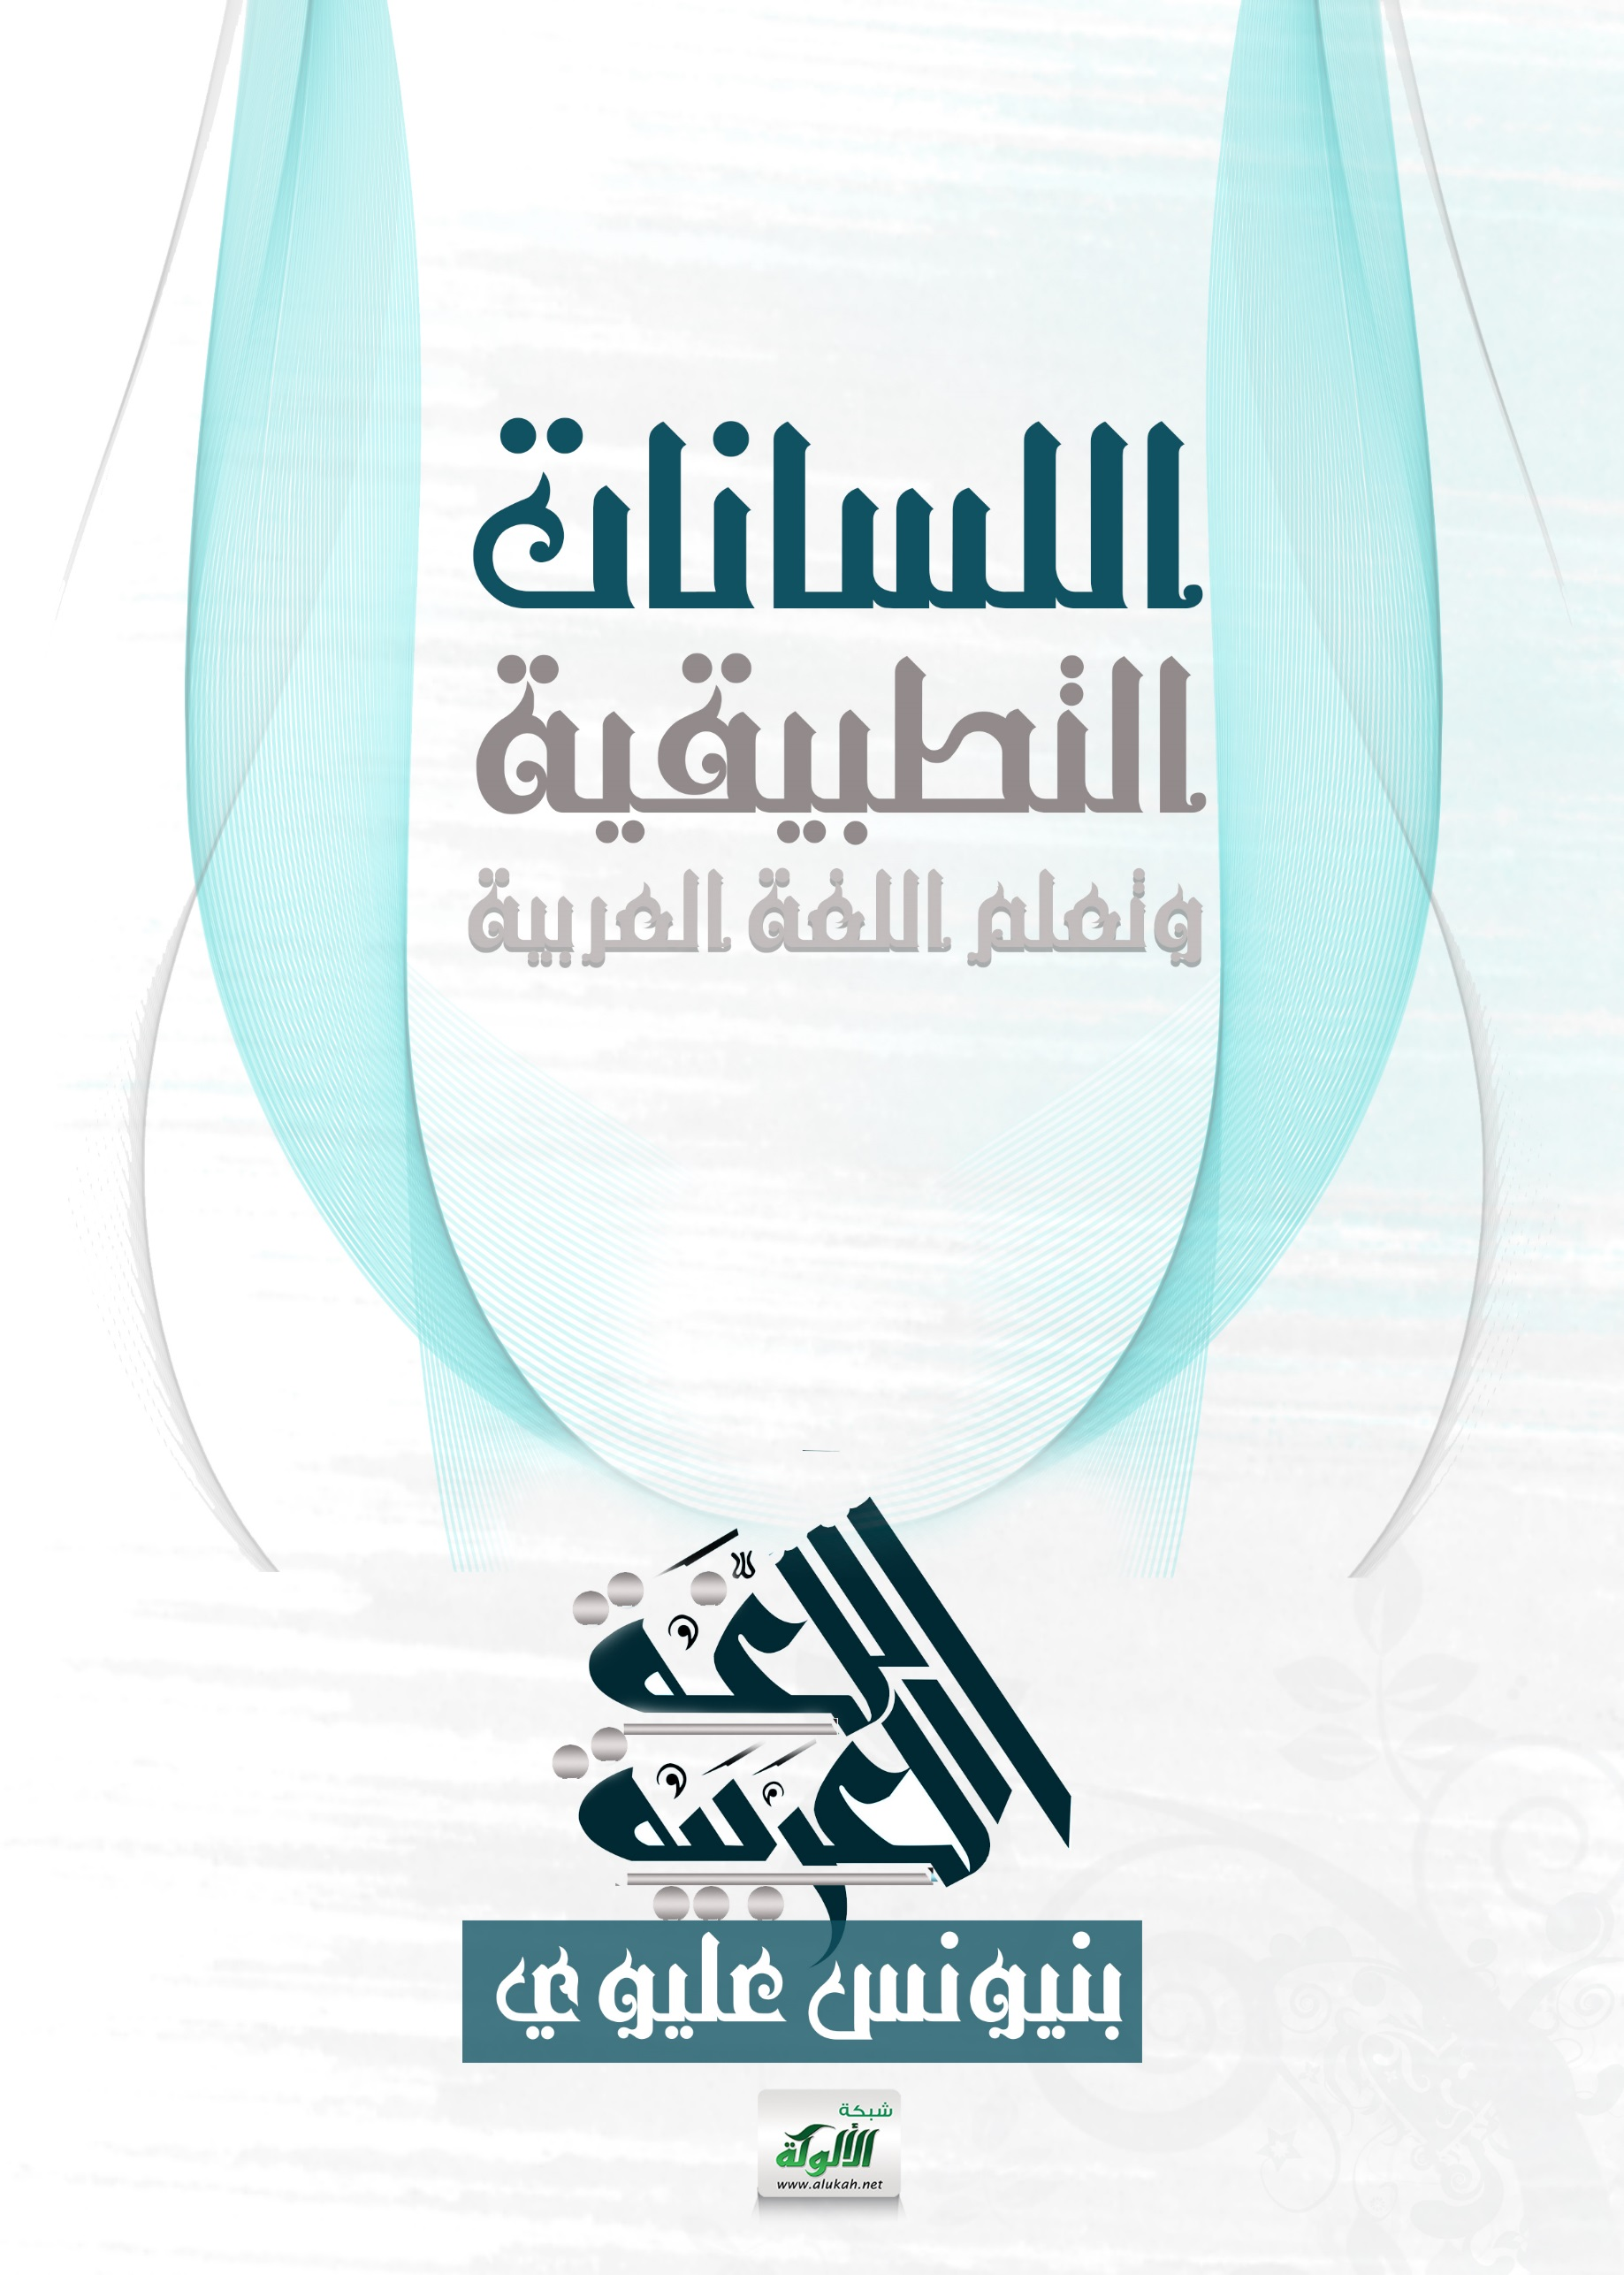 اللسانات
التطبيقية
وتعلم اللغة العربية
اللغة
العربية
بنيونس عليوي
شبكة
الألوكة
www.alukah.net